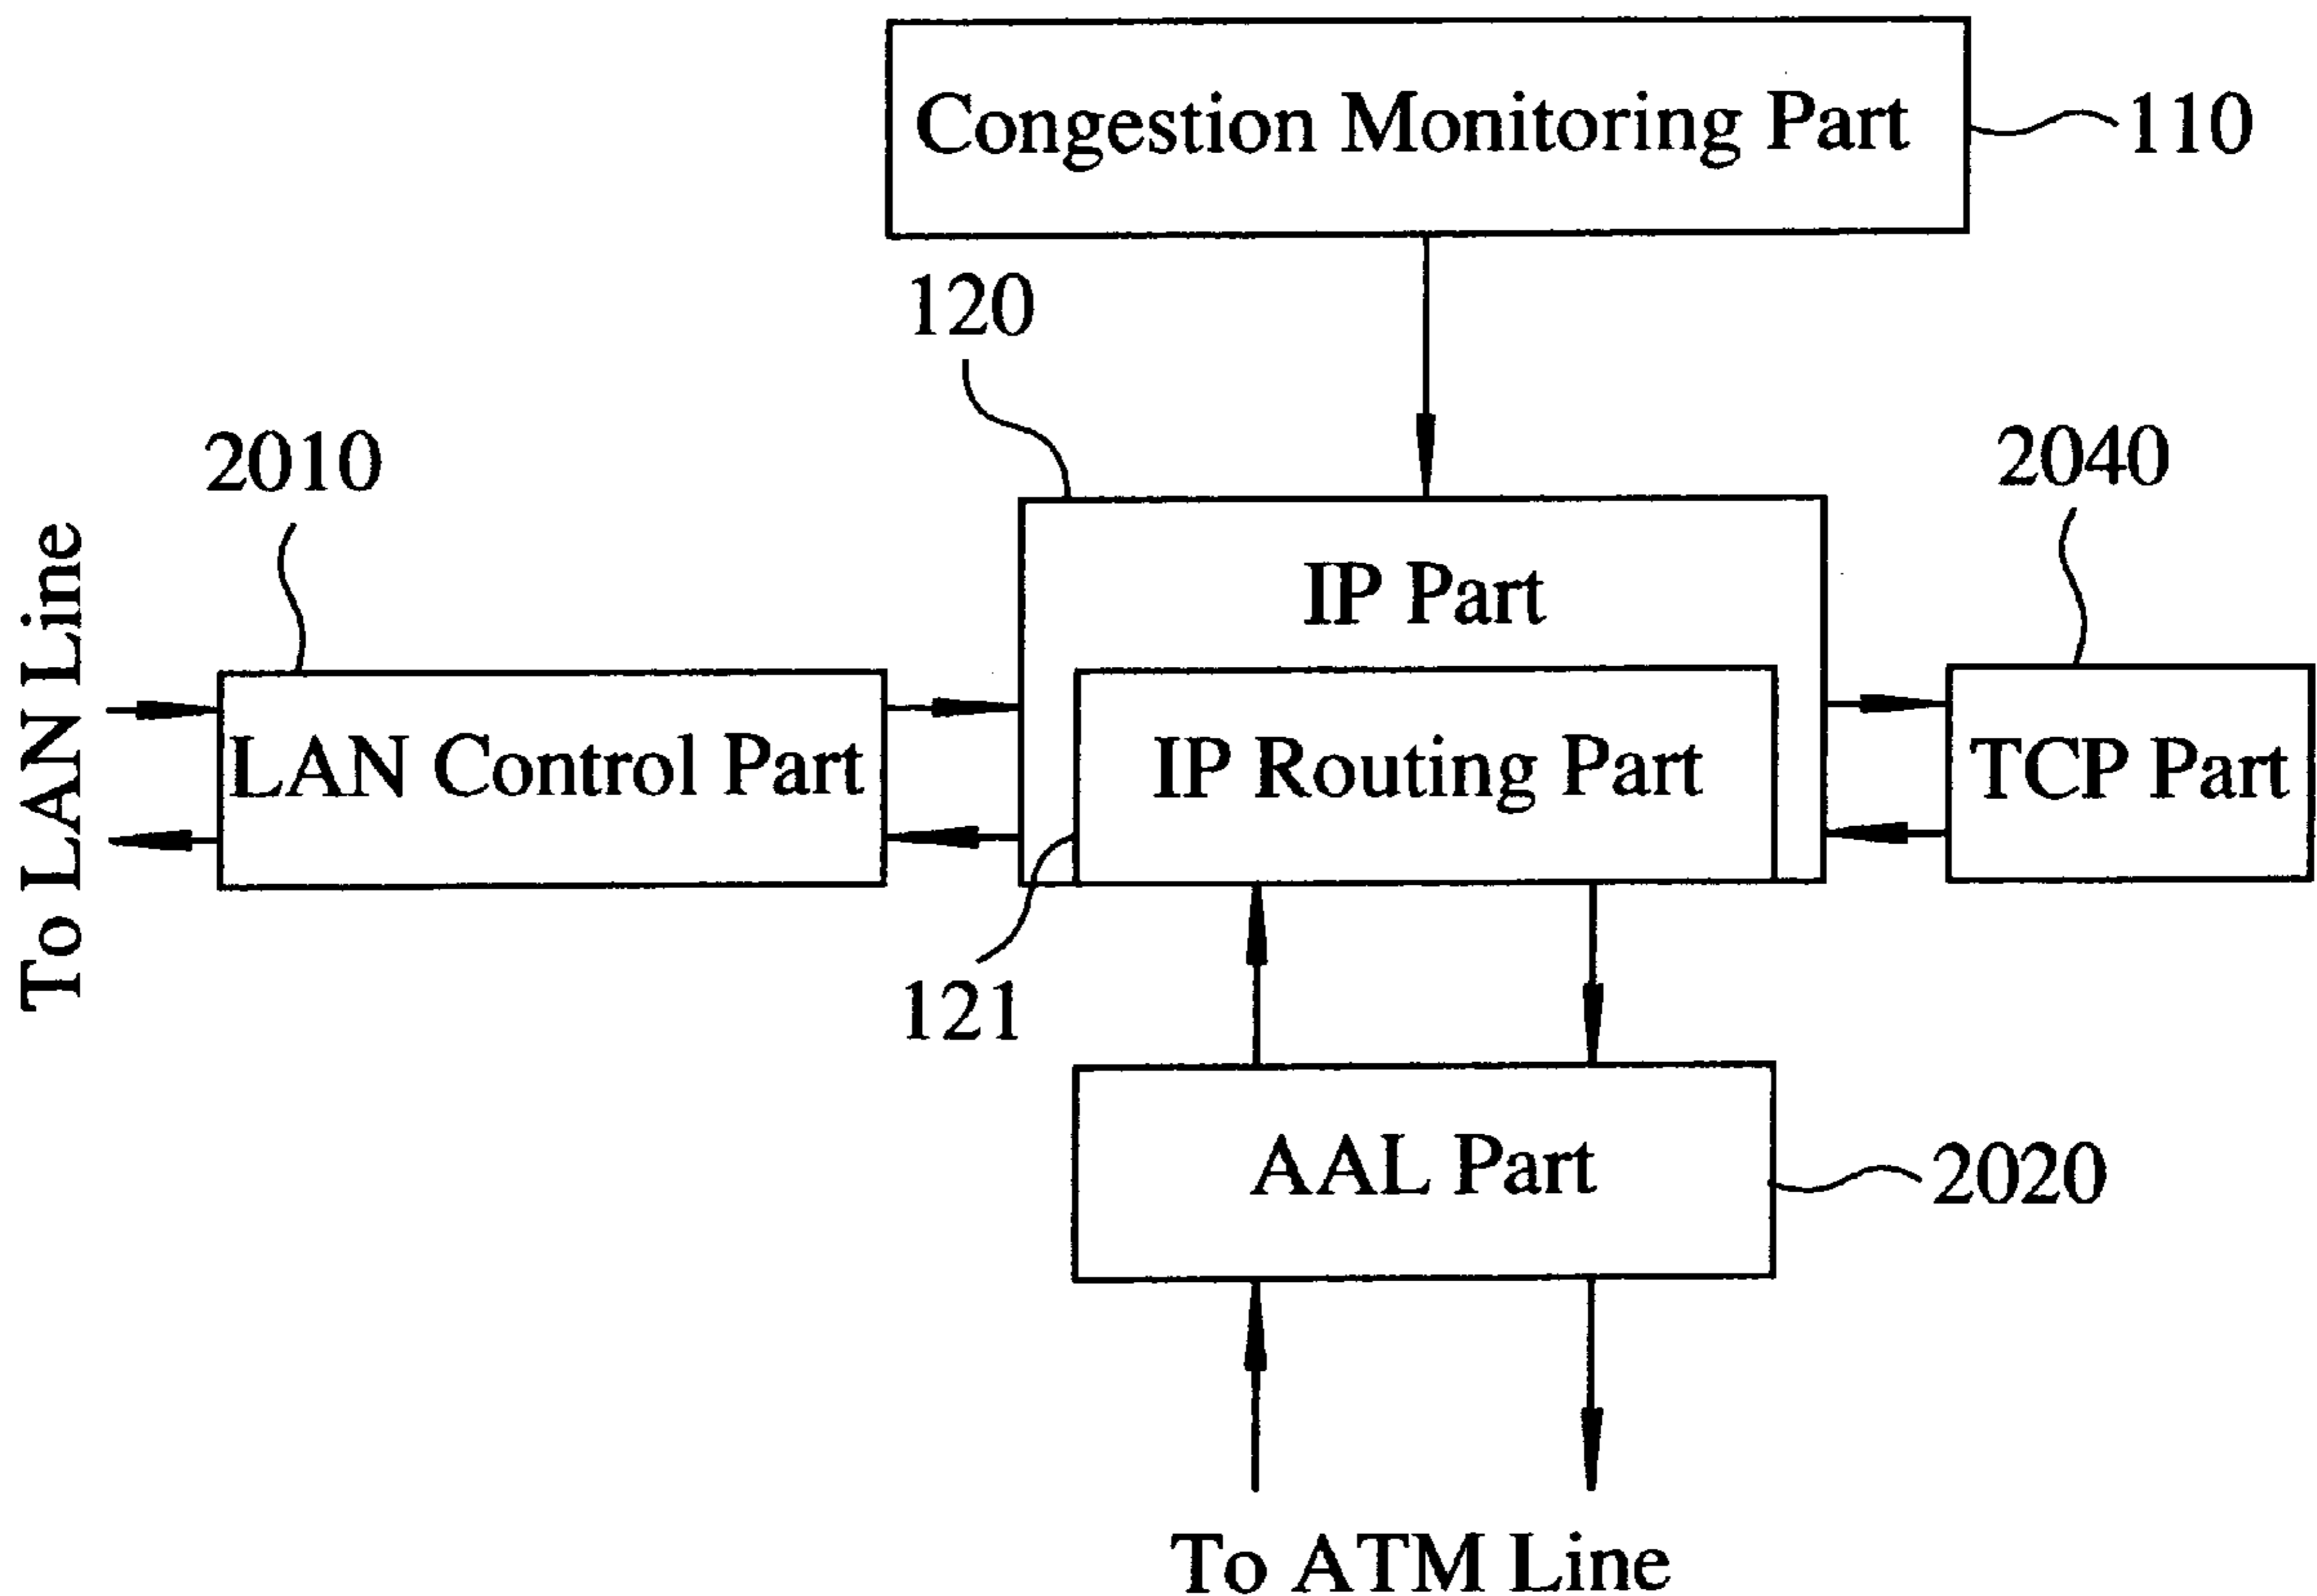 Congestion Monitoring Part
110
120
2010
2040
IP Part
To LAN Line
LAN Control Part
IP Routing Part
TCP Part
121
AAL Part
2020
To ATM Line